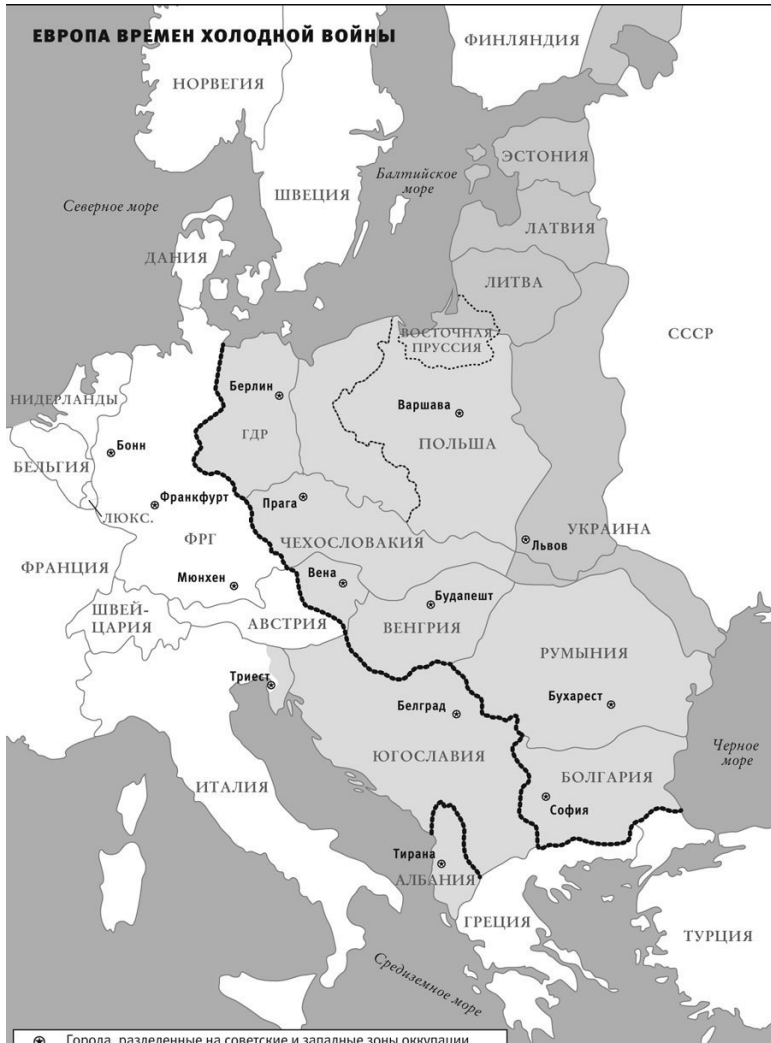 ЕВРОПА ВРЕМЕН ХОЛОДНОЙ ВОЙНЫ
ФИНЛЯНДИЯ
НОРВЕГИЯ
ЭСТОНИЯ
Балтийское
море
ШВЕЦИЯ
Северное море
ЛАТВИЯ
ДАНИЯ
ЛИТВА
СССР
ВОСТОЧНАЯ
ПРУССИЯ
Берлин
НИДЕРЛАНДЫ
Варшава
ГДР
ПОЛЬША
Бонн
БЕЛЬГИЯ
Франкфурт
Прага
ЛЮКС.
УКРАИНА
ФРГ
ЧЕХОСЛОВАКИЯ
Львов
ФРАНЦИЯ
Мюнхен
Вена
Будапешт
ШВЕЙ-
ЦАРИЯ
АВСТРИЯ
ВЕНГРИЯ
РУМЫНИЯ
Триест
Белград
Бухарест
Черное
море
ЮГОСЛАВИЯ
БОЛГАРИЯ
ИТАЛИЯ
София
Тирана
АЛБАНИЯ
ГРЕЦИЯ
ТУРЦИЯ
Средиземное море
Города, разделенные на советские и западные зоны оккупации